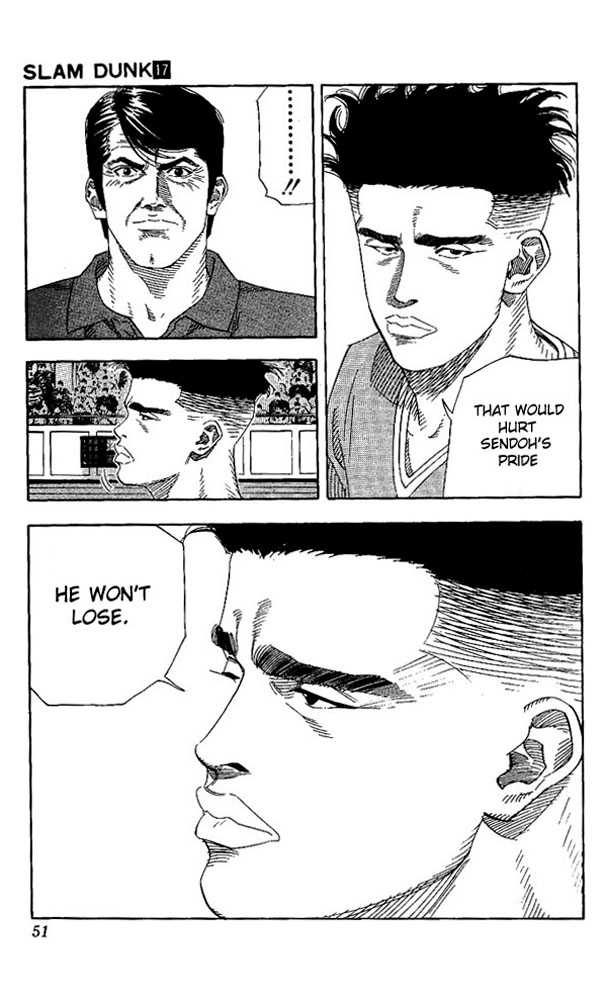 SLAM DUNK 17
THAT WOULD
HURT
SENDOH'S
PRIDE
.........!!
HE WON'T
LOSE.
51